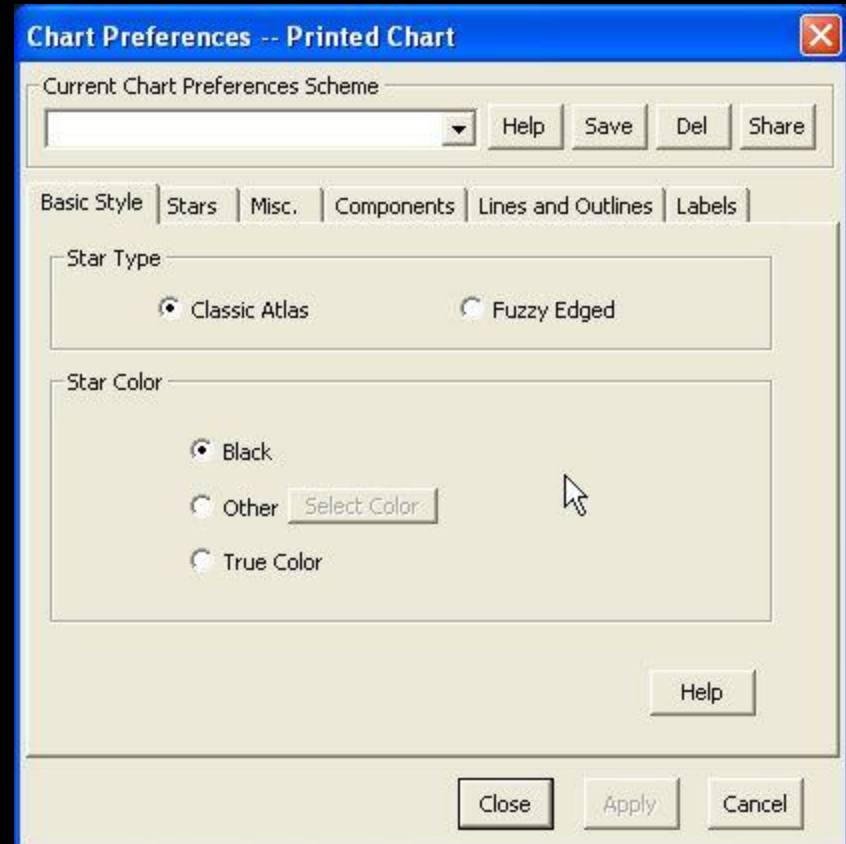 Chart Preferences -- Printed Chart
Current Chart Preferences Scheme
Help Save Del Share
Basic Style Stars Misc. Components Lines and Outlines Labels
Star Type
Classic Atlas Fuzzy Edged
Star Color
Black
Other Select Color
True Color
Help
Close Apply Cancel